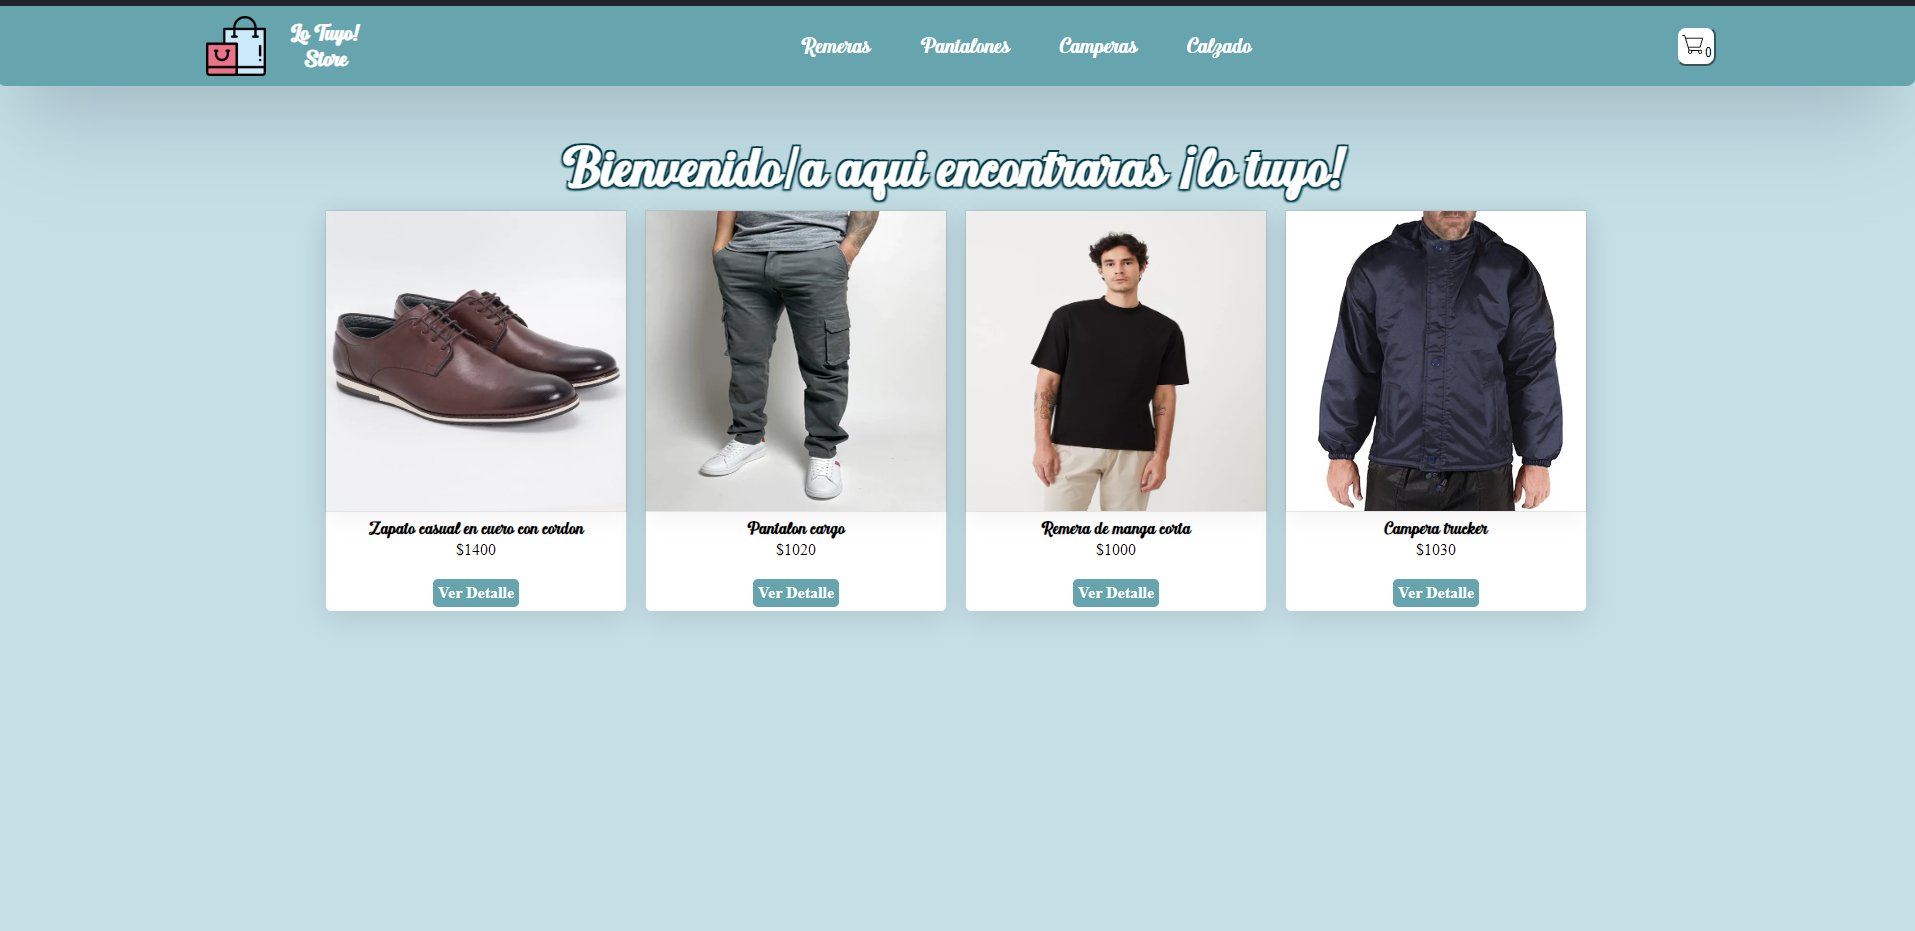 Lo Tuyo!
Store
Remeras
Pantalones
Camperas
Calzado
0
Bienvenido/a aqui encontraras ¡lo tuyo!
Zapato casual en cuero con cordon
$1400
Ver Detalle
Pantalon cargo
$1020
Ver Detalle
Remera de manga corta
$1000
Ver Detalle
Campera trucker
$1030
Ver Detalle